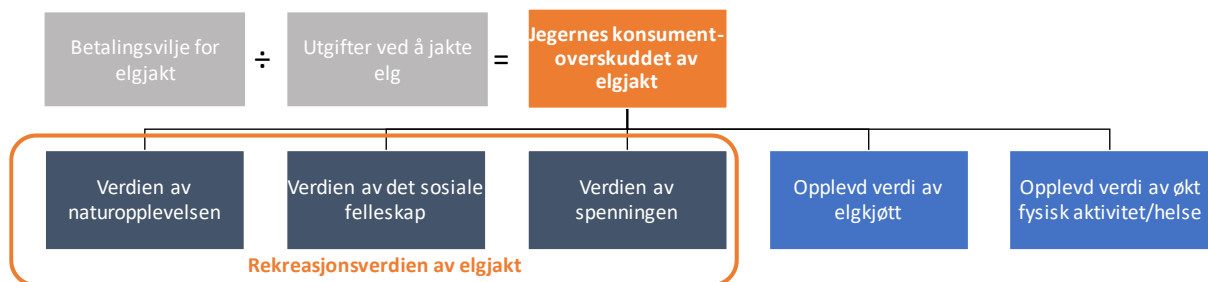 Betalingsvilje for
elgjakt
÷
Utgifter ved å jakte
elg
=
Jegernes konsument-
overskuddet av
elgjakt
Verdien av
naturopplevelsen
Verdien av det sosiale
felleskap
Verdien av
spenningen
Opplevd verdi av
elgkjøtt
Opplevd verdi av økt
fysisk aktivitet/helse
Rekreasjonsverdien av elgjakt